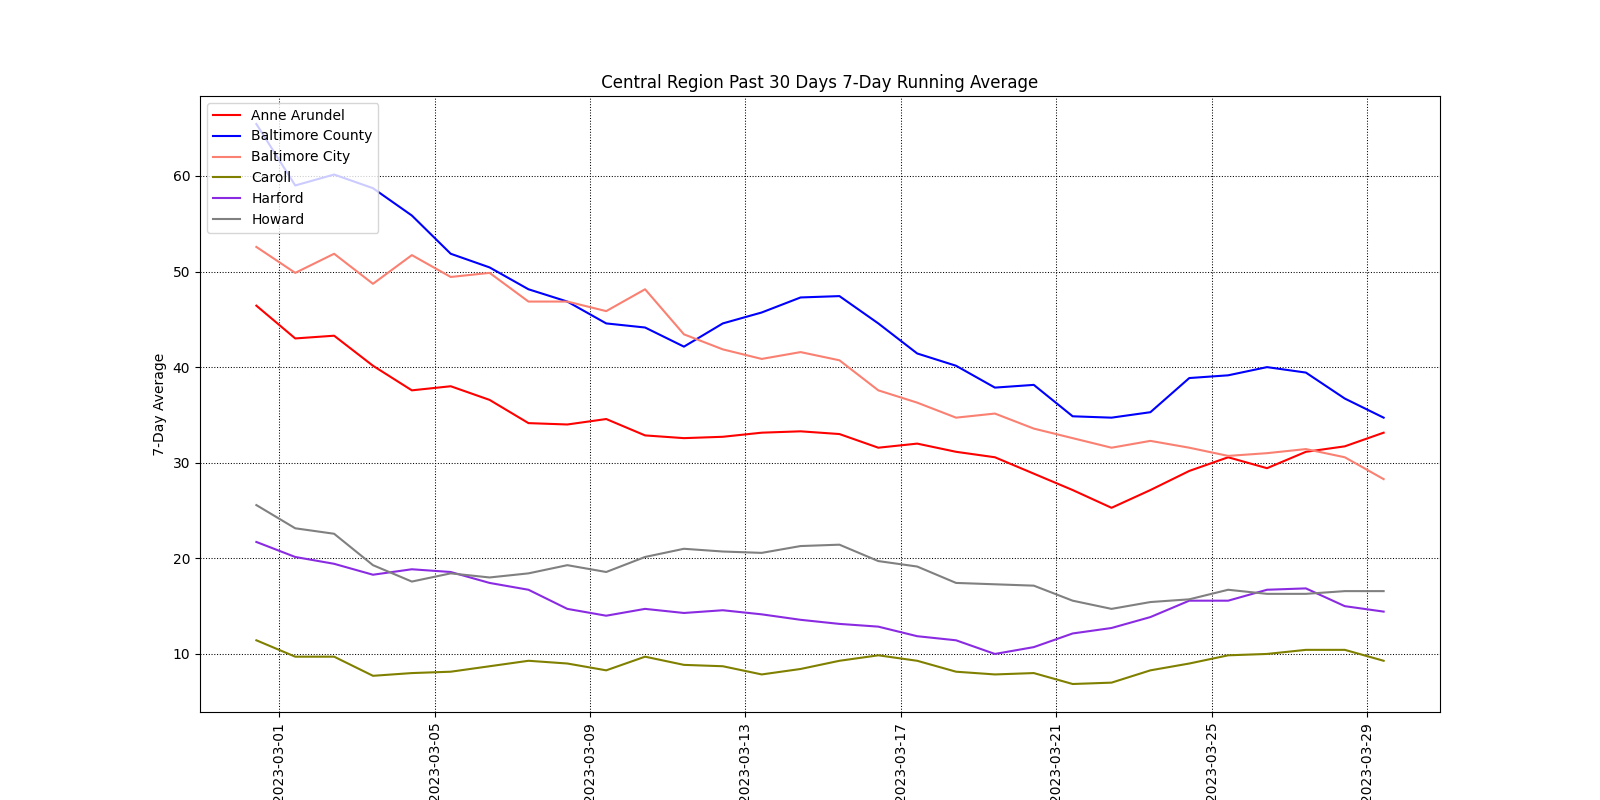 Central Region Past 30 Days 7-Day Running Average
Anne Arundel
Baltimore County
Baltimore City
Caroll
Harford
Howard
7-Day Average
60
50
40
30
20
10
2023-03-01
2023-03-05
2023-03-09
2023-03-13
2023-03-17
2023-03-21
2023-03-25
2023-03-29